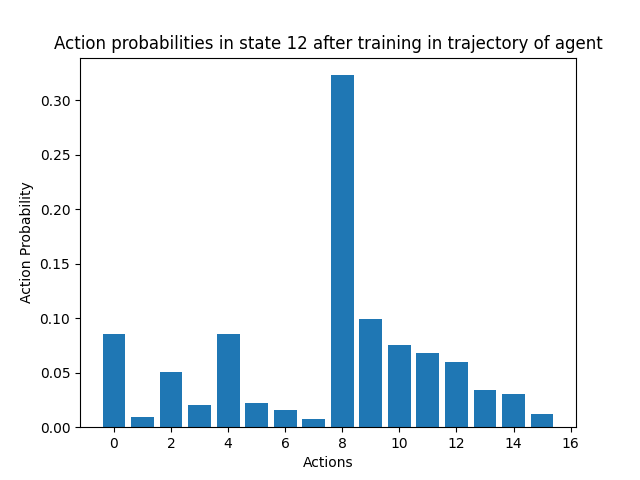 Action probabilities in state 12 after training in trajectory of agent
0.30
0.25
0.20
0.15
0.10
0.05
0.00
Action Probability
0 2 4 6 8 10 12 14 16
Actions